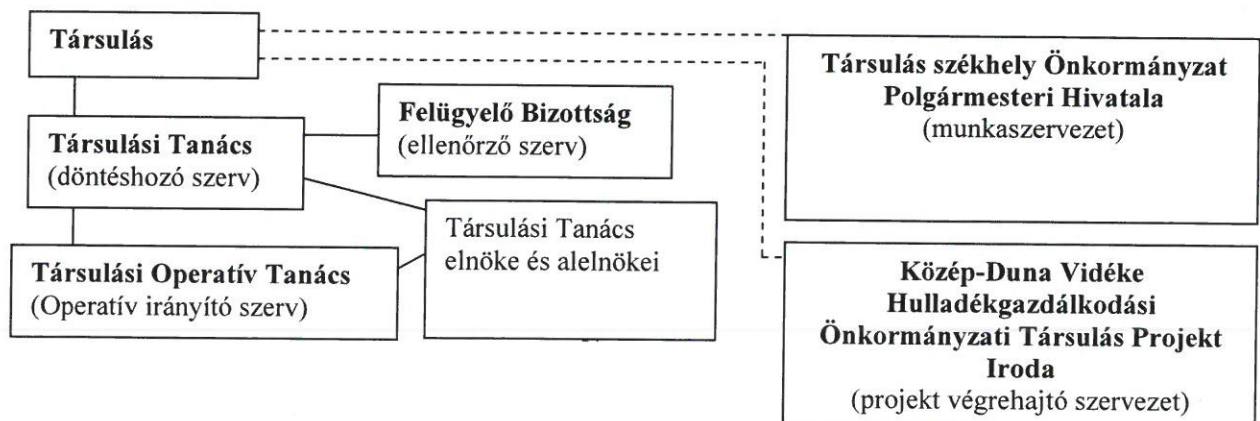 Társulás
Társulási Tanács
(döntéshozó szerv)
Felügyelő Bizottság
(ellenőrző szerv)
Társulási Tanács
elnöke és alelnökei
Társulási Operatív Tanács
(Operatív irányító szerv)
Társulás székhely Önkormányzat
Polgármesteri Hivatala
(munkaszervezet)
Közép-Duna Vidéke
Hulladékgazdálkodási
Önkormányzati Társulás Projekt
Iroda
(projekt végrehajtó szervezet)